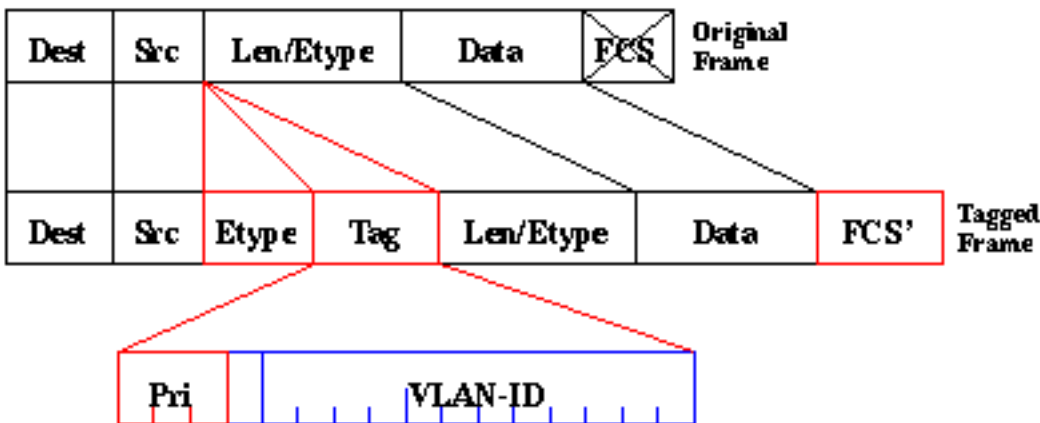 Dest Src Len/Etype Data FCS Original
Frame
Dest Src Etype Tag Len/Etype Data FCS' Tagged
Frame
Pri VLAN-ID